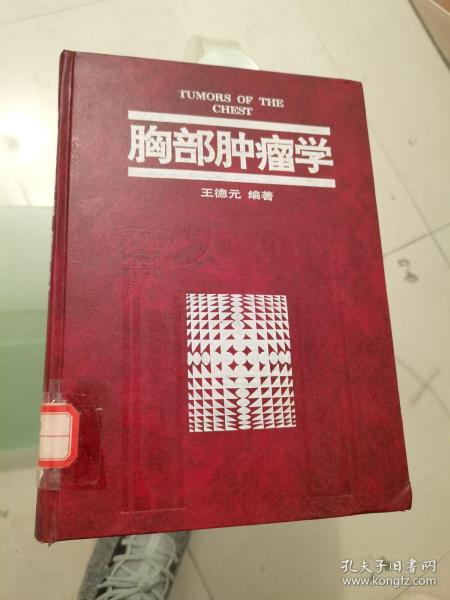 TUMORS OF THE
CHEST
胸部肿瘤学
王德元 编著
孔夫子旧书网
www.kongfz.com